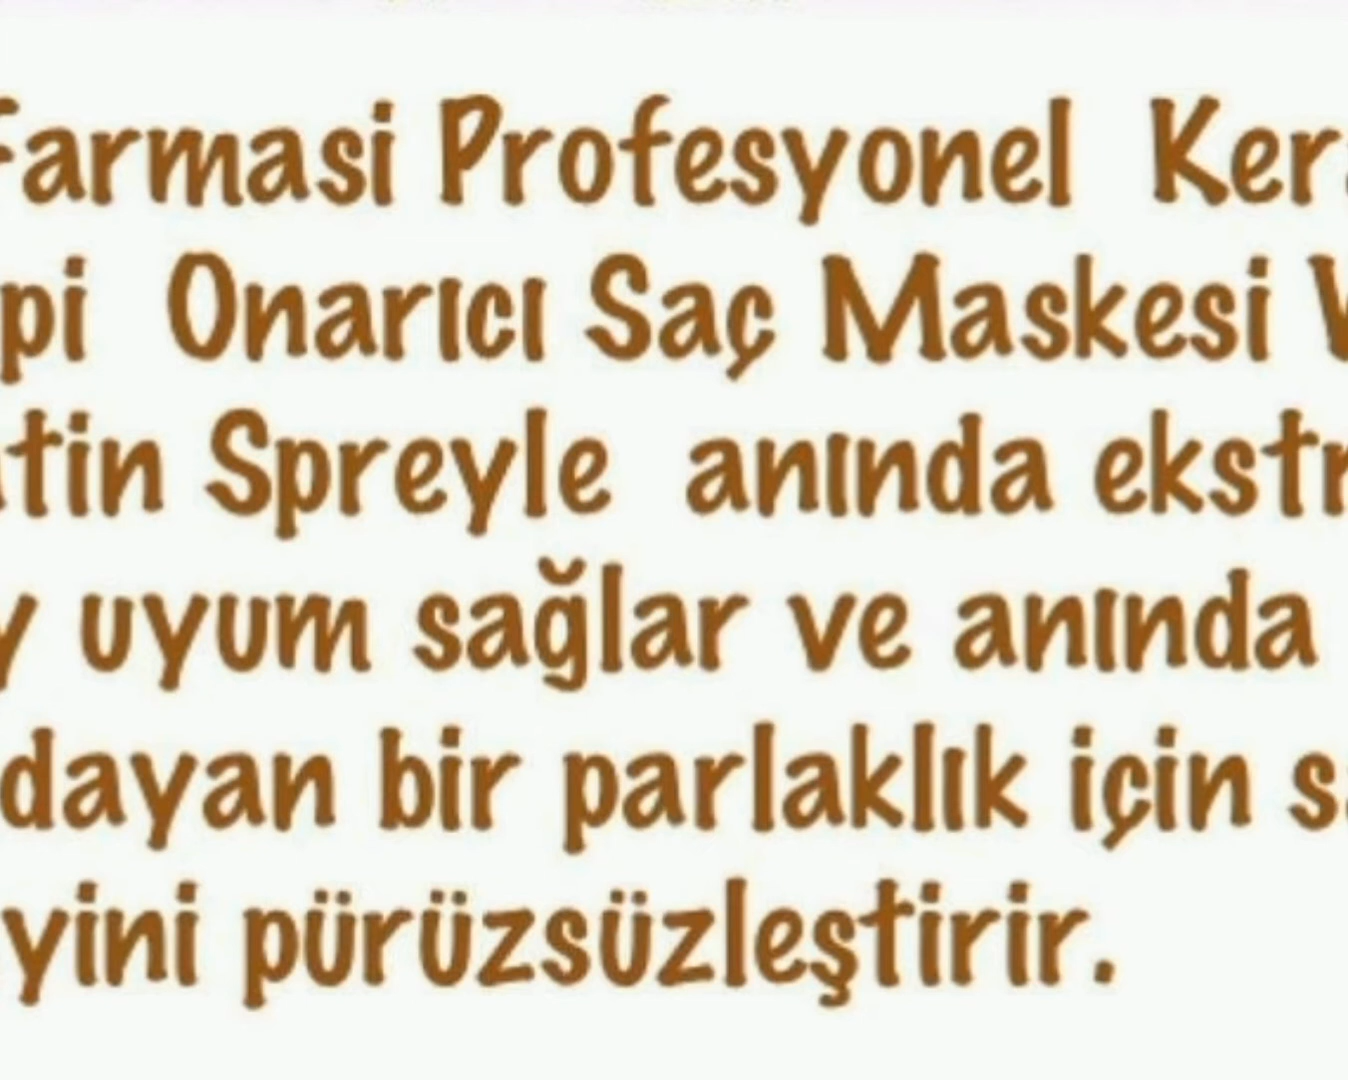 Farmasi Profesyonel Ker
pi Onarıcı Saç Maskesi V
tin Spreyle anında ekstr
y uyum sağlar ve anında
dayan bir parlaklık için s
yini pürüzsüzleştirir.